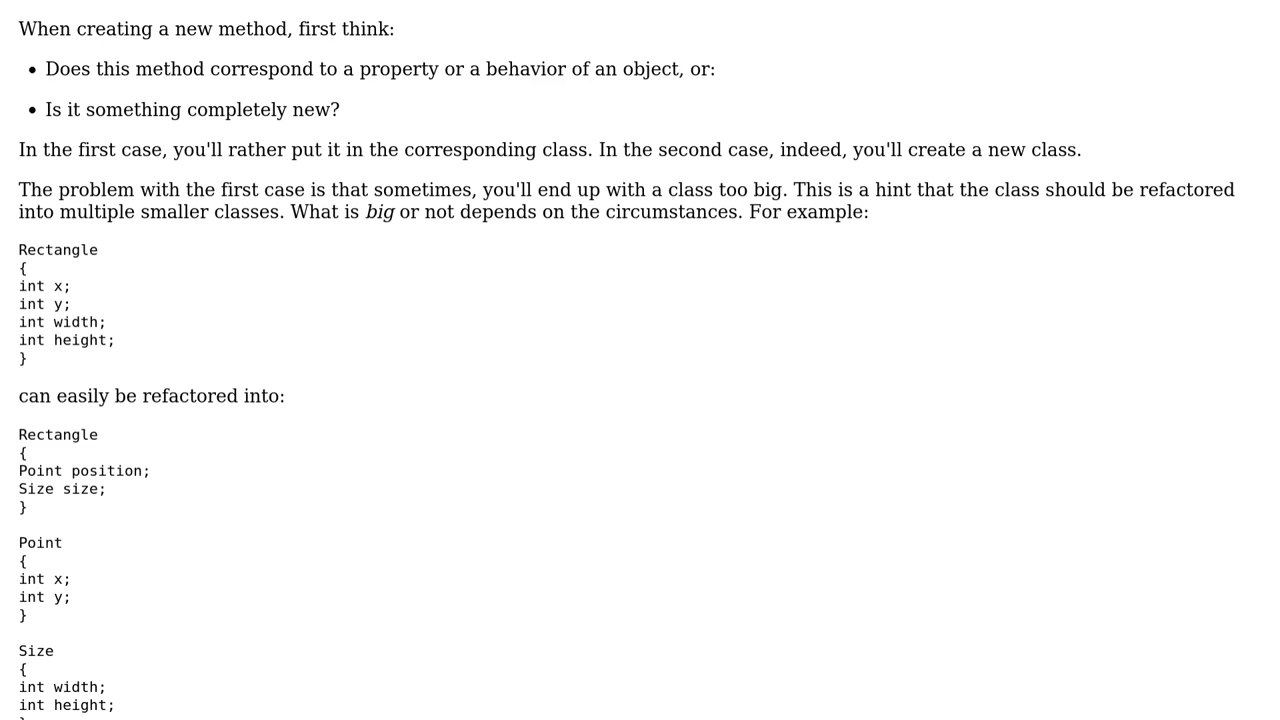 When creating a new method, first think:
• Does this method correspond to a property or a behavior of an object, or:
• Is it something completely new?
In the first case, you'll rather put it in the corresponding class. In the second case, indeed, you'll create a new class.
The problem with the first case is that sometimes, you'll end up with a class too big. This is a hint that the class should be refactored
into multiple smaller classes. What is big or not depends on the circumstances. For example:
Rectangle
{
int x;
int y;
int width;
int height;
}
can easily be refactored into:
Rectangle
{
Point position;
Size size;
}
Point
{
int x;
int y;
}
Size
{
int width;
int height;
}